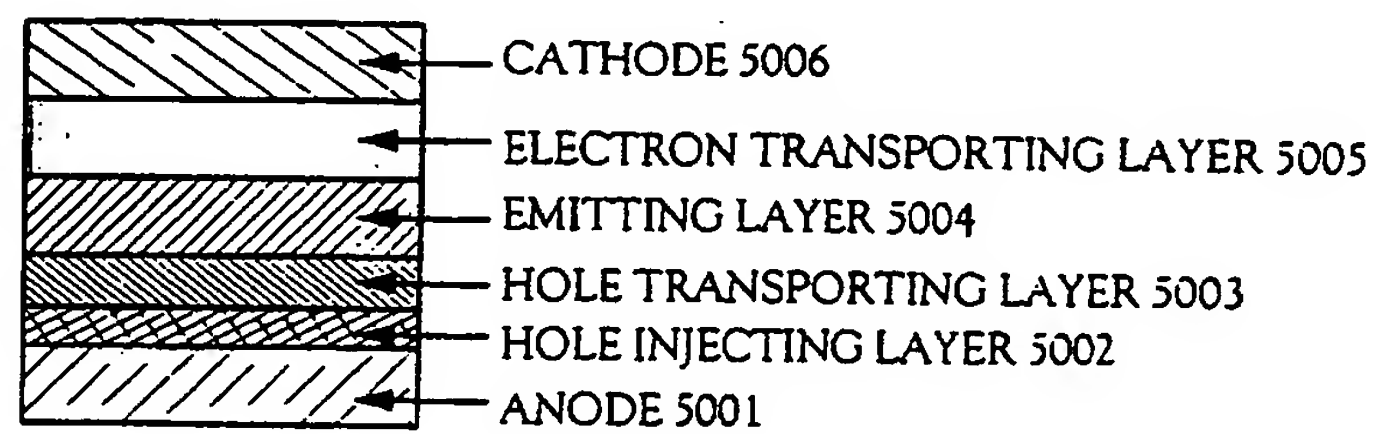 CATHODE 5006
ELECTRON TRANSPORTING LAYER 5005
EMITTING LAYER 5004
HOLE TRANSPORTING LAYER 5003
HOLE INJECTING LAYER 5002
ANODE 5001